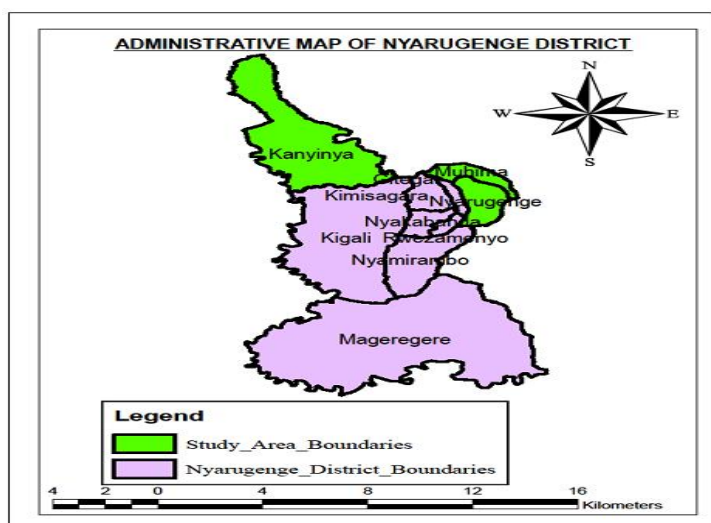 ADMINISTRATIVE MAP OF NYARUGENGE DISTRICT
N
W E
S
Kanyinya
Muhima
Kimisagara
Nyarugenge
Nyakabanda
Kigali Rwezamenyo
Nyamirambo
Mageregere
Legend
Study_Area_Boundaries
Nyarugenge_District_Boundaries
4 2 0 4 8 12 16
Kilometers